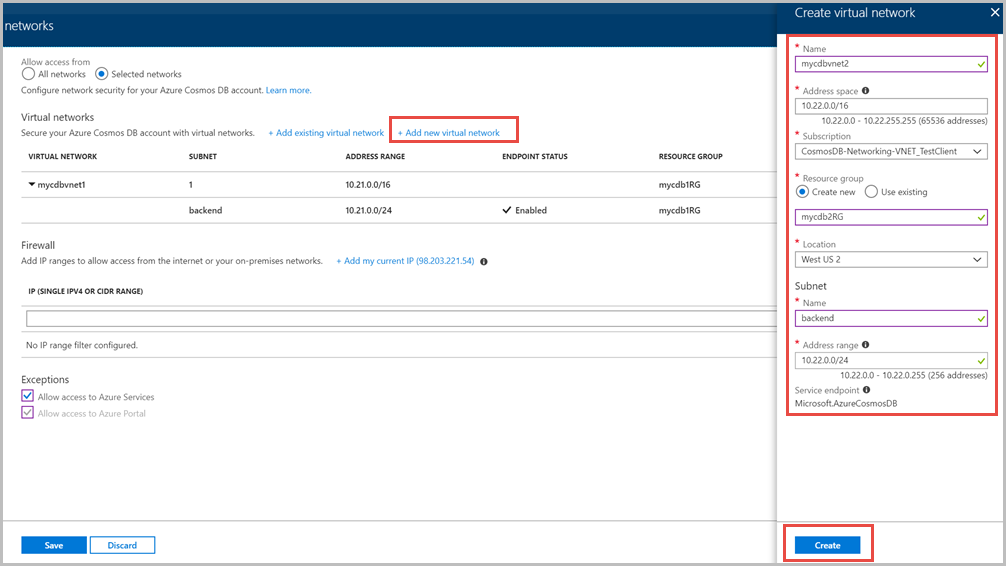 networks
Allow access from
All networks Selected networks
Configure network security for your Azure Cosmos DB account. Learn more.
Virtual networks
Secure your Azure Cosmos DB account with virtual networks. + Add existing virtual network + Add new virtual network
VIRTUAL NETWORK SUBNET ADDRESS RANGE ENDPOINT STATUS RESOURCE GROUP
mycdbvnet1 1 10.21.0.0/16 mycdb1RG
backend 10.21.0.0/24 Enabled mycdb1RG
Firewall
Add IP ranges to allow access from the internet or your on-premises networks. + Add my current IP (98.203.221.54)
IP (SINGLE IPV4 OR CIDR RANGE)
No IP range filter configured.
Exceptions
Allow access to Azure Services
Allow access to Azure Portal
Save Discard
Create virtual network
* Name
mycdbvnet2
* Address space
10.22.0.0/16
10.22.0.0 - 10.22.255.255 (65536 addresses)
* Subscription
CosmosDB-Networking-VNET_TestClient
* Resource group
Create new Use existing
mycdb2RG
* Location
West US 2
Subnet
* Name
backend
* Address range
10.22.0.0/24
10.22.0.0 - 10.22.0.255 (256 addresses)
Service endpoint
Microsoft.AzureCosmosDB
Create